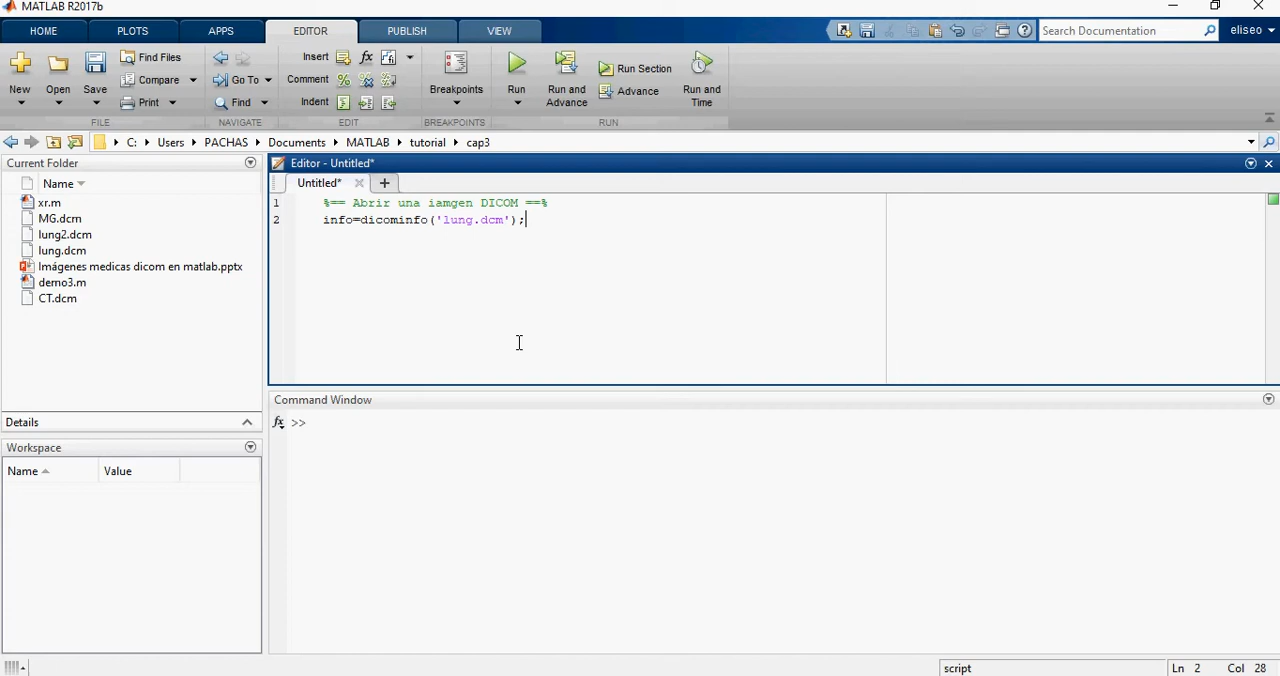 MATLAB R2017b
HOME PLOTS APPS EDITOR PUBLISH VIEW Search Documentation eliseo
New Open Save Find Files Compare Print
Go To Find
Insert fx
Comment
Indent
Breakpoints Run Run and Advance Run Section Advance Run and Time
FILE NAVIGATE EDIT BREAKPOINTS RUN
C: Users PACHAS Documents MATLAB tutorial cap3
Current Folder
Name
xr.m
MG.dcm
lung2.dcm
lung.dcm
Imágenes medicas dicom en matlab.pptx
demo3.m
CT.dcm
Details
Workspace
Name Value
Editor - Untitled*
Untitled* +
1 %== Abrir una iamgen DICOM ==%
2 info=dicominfo('lung.dcm');
Command Window
fx >>
script Ln 2 Col 28